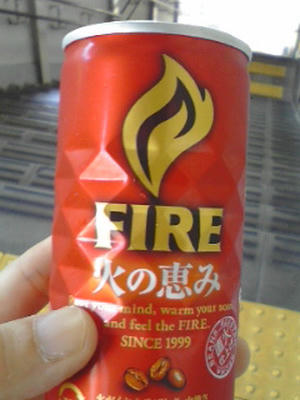 FIRE
火の恵み
mind, warm your soul
and feel the FIRE.
SINCE 1999